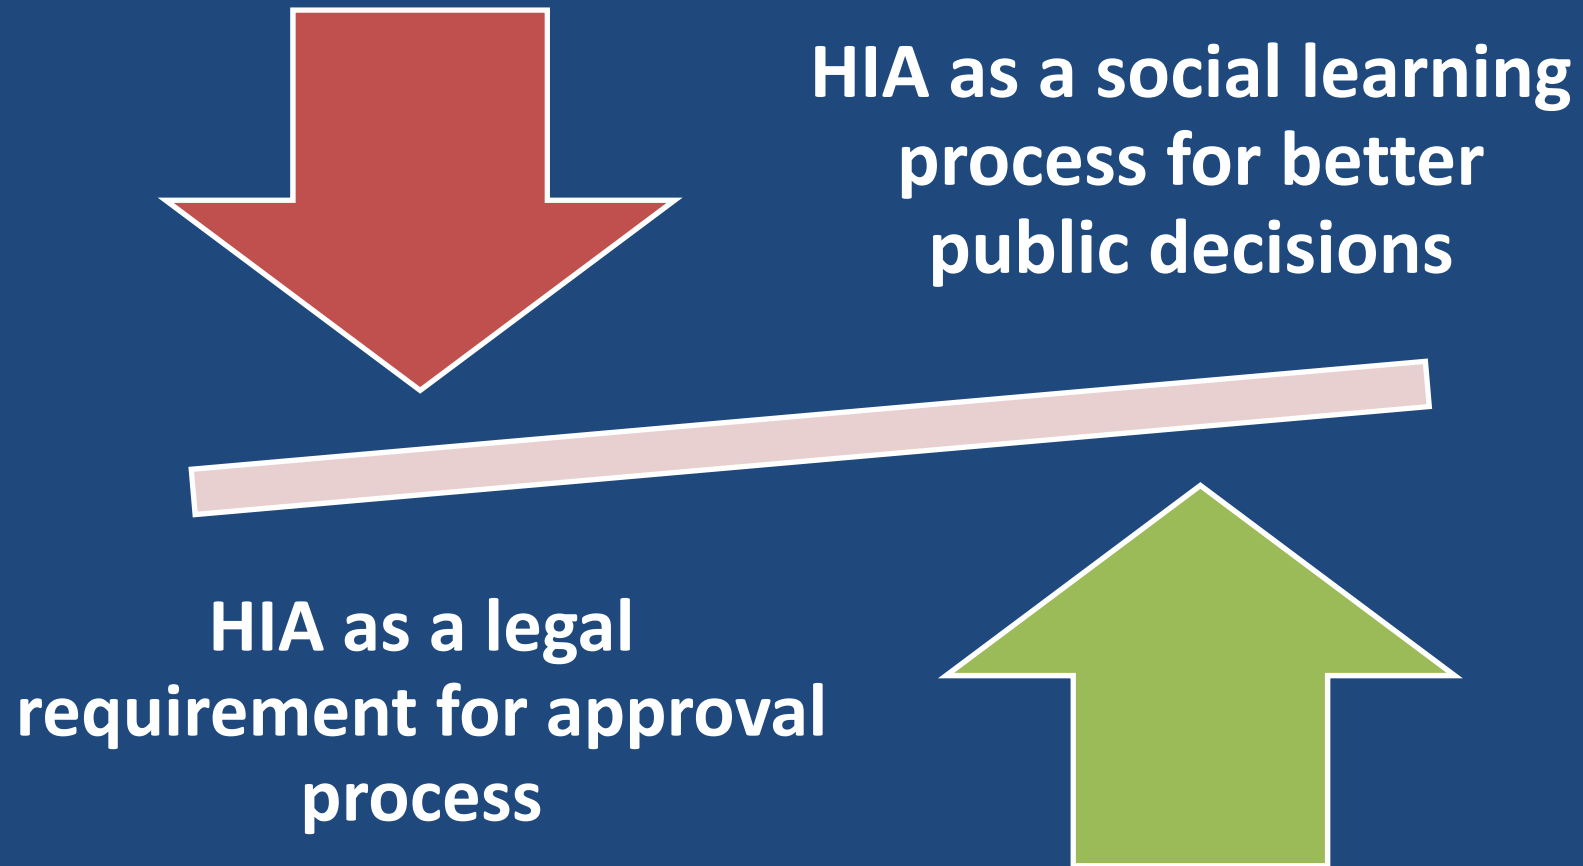 HIA as a social learning
process for better
public decisions
HIA as a legal
requirement for approval
process